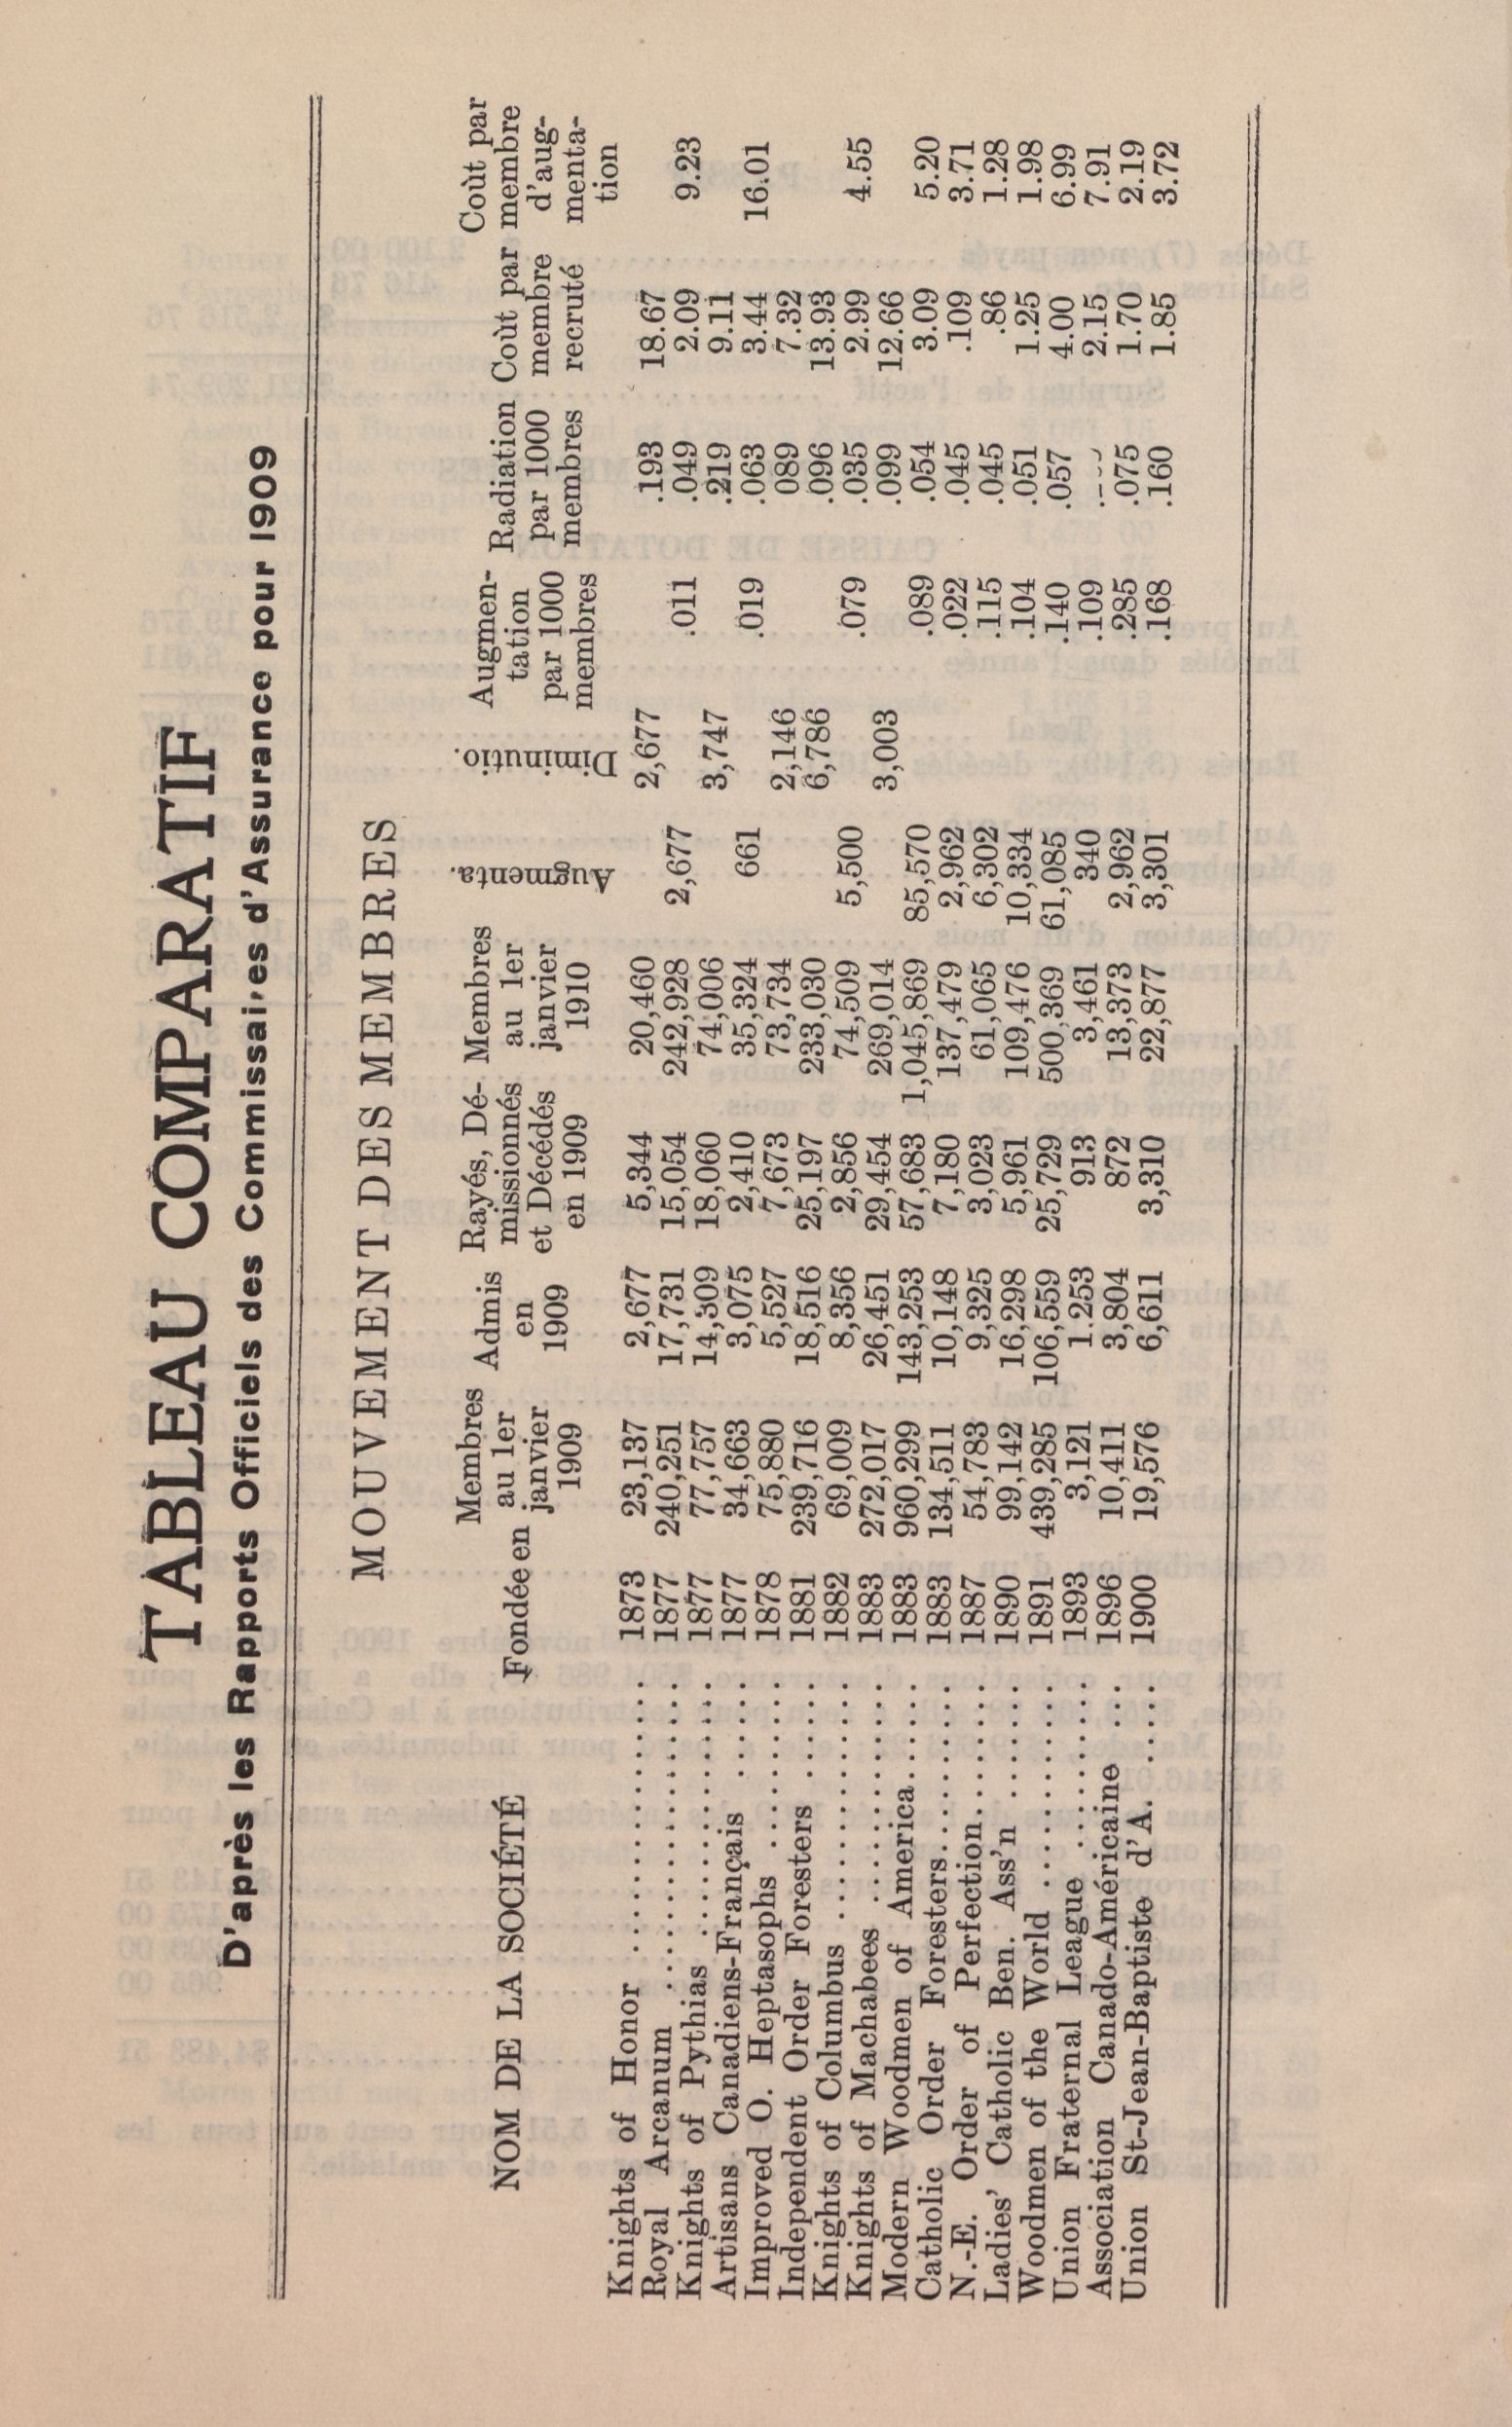 TABLEAU COMPARATIF
D'après les Rapports Officiels des Commissaires d'Assurance pour 1909
MOUVEMENT DES MEMBRES
NOM DE LA SOCIÉTÉ
Fondée en
Membres
au 1er
janvier
1909
Admis
en
1909
Rayés, Dé-
missionnés
et Décédés
en 1909
Membres
au 1er
janvier
1910
Augmenta.
Diminutio.
Augmen-
tation
par 1000
membres
Radiation
par 1000
membres
Coùt par
membre
recruté
Coùt par
membre
d'aug-
menta-
tion
Knights of Honor ................ 1873 23,137 2,677 5,344 20,460 2,677 .193 18.67
Royal Arcanum .................. 1877 240,251 17,731 15,054 242,928 2,677 .011 .049 2.09 9.23
Knights of Pythias ............... 1877 77,757 14,309 18,060 74,006 3,747 .219 9.11
Artisans Canadiens-Français ...... 1877 34,663 3,075 2,410 35,324 661 .019 .063 3.44 16.01
Improved O. Heptasophs ......... 1878 75,880 5,527 7,673 73,734 2,146 089 7.32
Independent Order Foresters ...... 1881 239,716 18,516 25,197 233,030 6,786 .096 13.93
Knights of Columbus ............. 1882 69,009 8,356 2,856 74,509 5,500 .079 .035 2.99 4.55
Knights of Machabees ............ 1883 272,017 26,451 29,454 269,014 3,003 .099 12.66
Modern Woodmen of America...... 1883 960,299 143,253 57,683 1,045,869 85,570 .089 .054 3.09 5.20
Catholic Order Foresters......... 1883 134,511 10,148 7,180 137,479 2,962 .022 .045 .109 3.71
N.-E. Order of Perfection........ 1887 54,783 9,325 3,023 61,065 6,302 .115 .045 .86 1.28
Ladies' Catholic Ben. Ass'n ....... 1890 99,142 16,298 5,961 109,476 10,334 .104 .051 1.25 1.98
Woodmen of the World ........... 1891 439,285 106,559 25,729 500,369 61,085 .140 .057 4.00 6.99
Union Fraternal League .......... 1893 3,121 1.253 913 3,461 340 .109 2.15 7.91
Association Canado-Américaine .... 1896 10,411 3,804 872 13,373 2,962 .285 .075 1.70 2.19
Union St-Jean-Baptiste d'A. ...... 1900 19,576 6,611 3,310 22,877 3,301 .168 .160 1.85 3.72